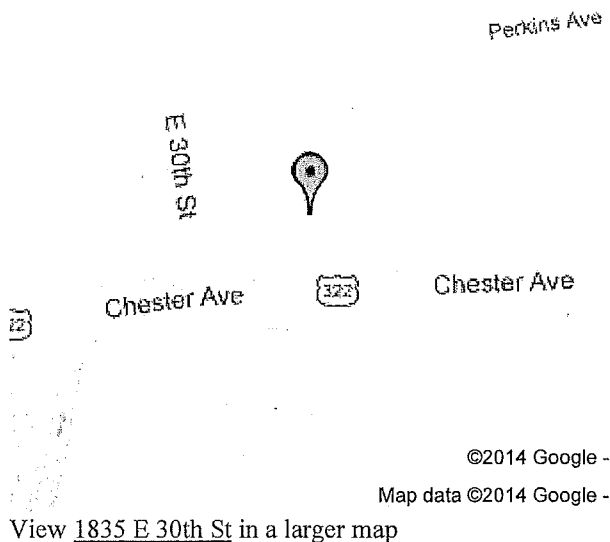 Perkins Ave
E 30th St
Chester Ave
322
Chester Ave
22
©2014 Google -
Map data ©2014 Google -
View 1835 E 30th St in a larger map